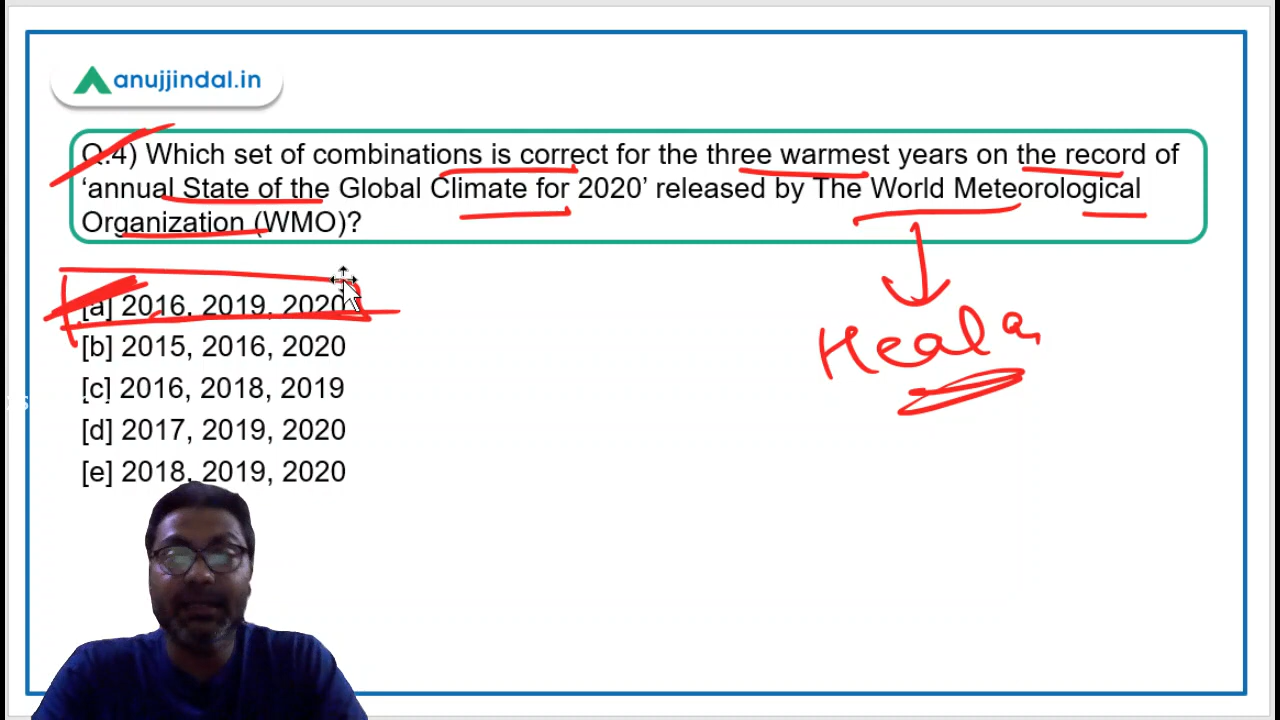 anujjindal.in
Q.4) Which set of combinations is correct for the three warmest years on the record of
‘annual State of the Global Climate for 2020’ released by The World Meteorological
Organization (WMO)?
[a] 2016, 2019, 2020
[b] 2015, 2016, 2020
[c] 2016, 2018, 2019
[d] 2017, 2019, 2020
[e] 2018, 2019, 2020